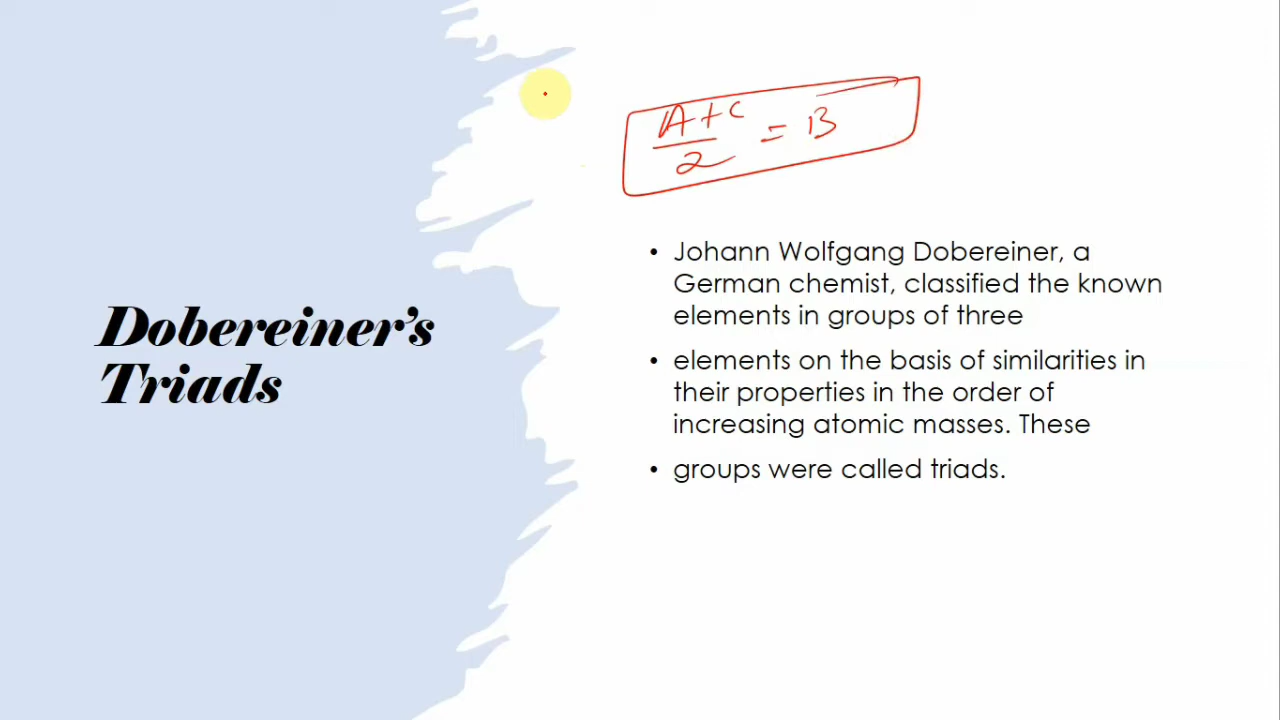 A+C
2
= B
Dobereiner's
Triads
• Johann Wolfgang Dobereiner, a
German chemist, classified the known
elements in groups of three
• elements on the basis of similarities in
their properties in the order of
increasing atomic masses. These
• groups were called triads.